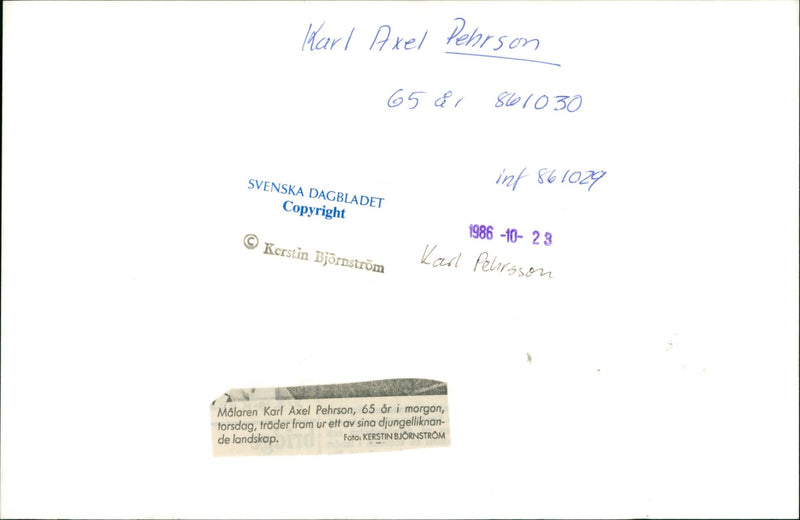 Karl Axel Pehrson
65 år 861030
inf 861029
SVENSKA DAGBLADET
Copyright
1986 -10- 23
© Kerstin Björnström
Karl Pehrsson
Målaren Karl Axel Pehrson, 65 år i morgon,
torsdag, träder fram ur ett av sina djungelliknan-
de landskap. Foto: KERSTIN BJÖRNSTRÖM